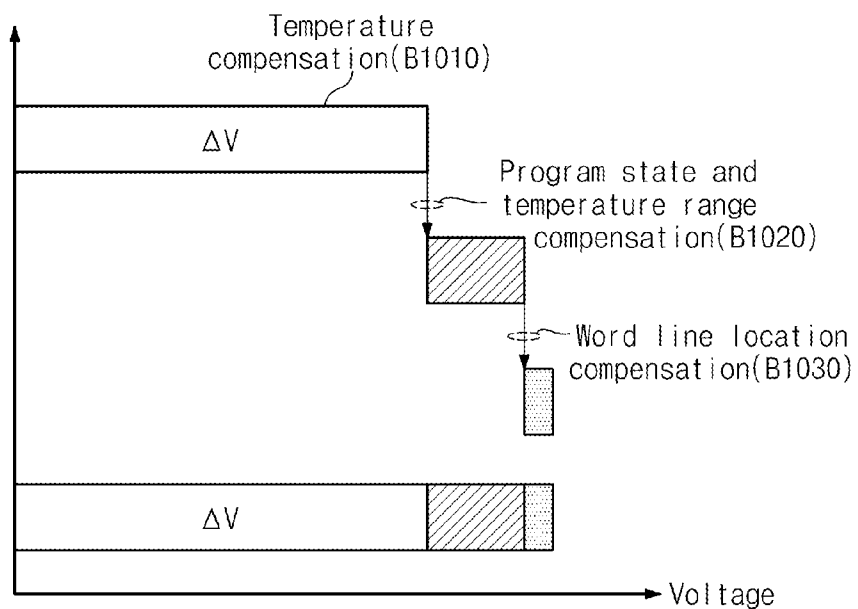 Temperature
compensation(B1010)
ΔV
Program state and
temperature range
compensation(B1020)
Word line location
compensation(B1030)
ΔV
Voltage